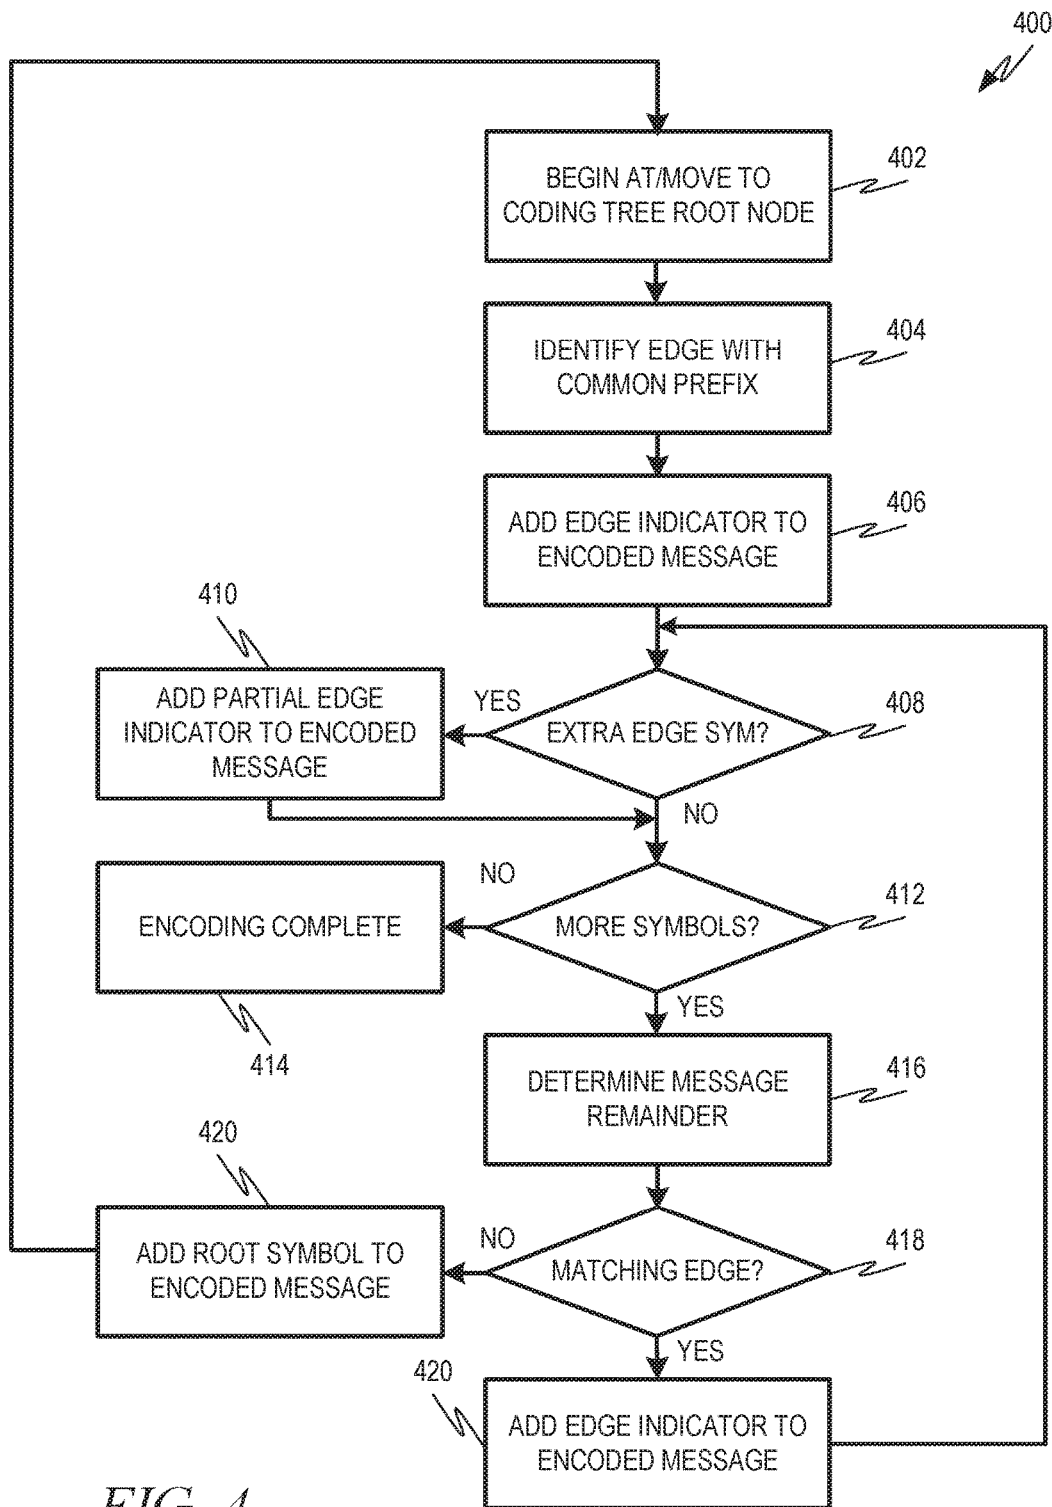 400
BEGIN AT/MOVE TO
CODING TREE ROOT NODE
402
IDENTIFY EDGE WITH
COMMON PREFIX
404
ADD EDGE INDICATOR TO
ENCODED MESSAGE
406
410
ADD PARTIAL EDGE
INDICATOR TO ENCODED
MESSAGE
YES
EXTRA EDGE SYM?
408
NO
ENCODING COMPLETE
NO
MORE SYMBOLS?
412
414
YES
DETERMINE MESSAGE
REMAINDER
416
420
ADD ROOT SYMBOL TO
ENCODED MESSAGE
NO
MATCHING EDGE?
418
YES
420
ADD EDGE INDICATOR TO
ENCODED MESSAGE
FIG. 4